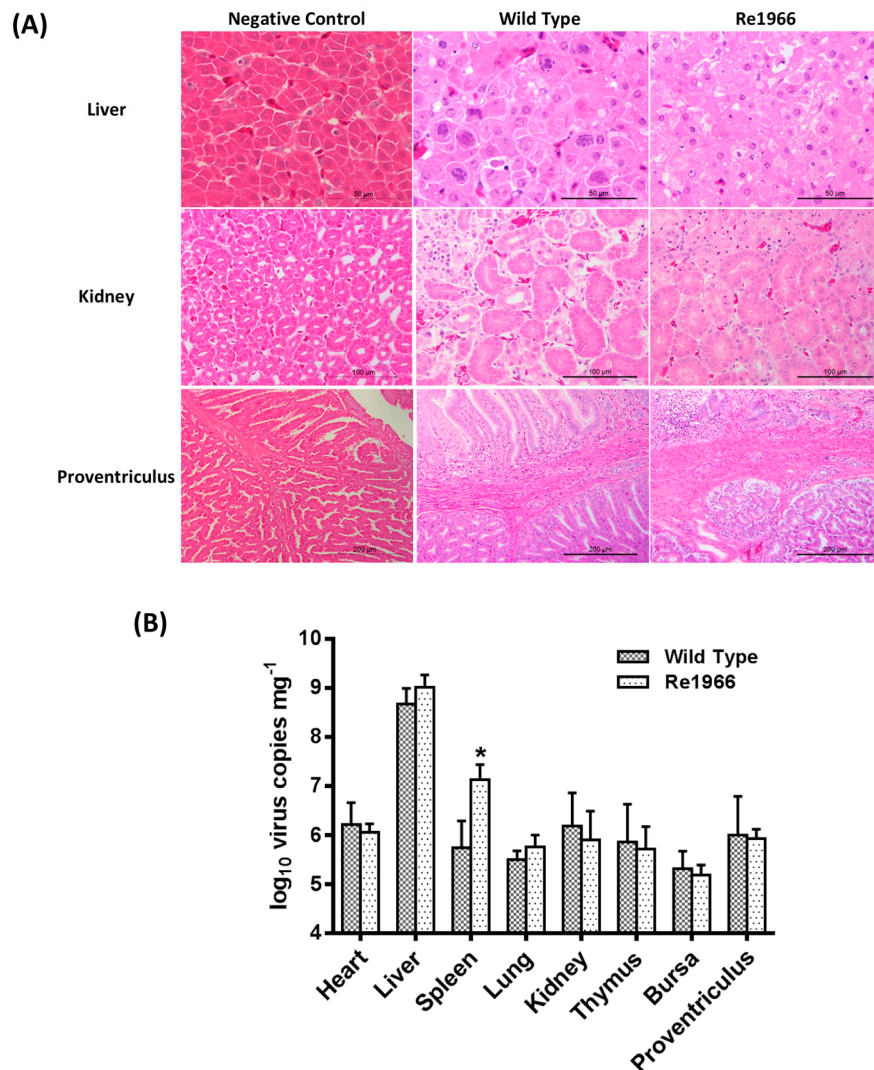 (A)
Negative Control Wild Type Re1966
Liver
50 µm 50 µm 50 µm
Kidney
100 µm 100 µm 100 µm
Proventriculus
200 µm 200 µm 200 µm
(B)
log10 virus copies mg-1
10
9
8
7
6
5
4
Wild Type
Re1966
*
Heart
Liver
Spleen
Lung
Kidney
Thymus
Bursa
Proventriculus